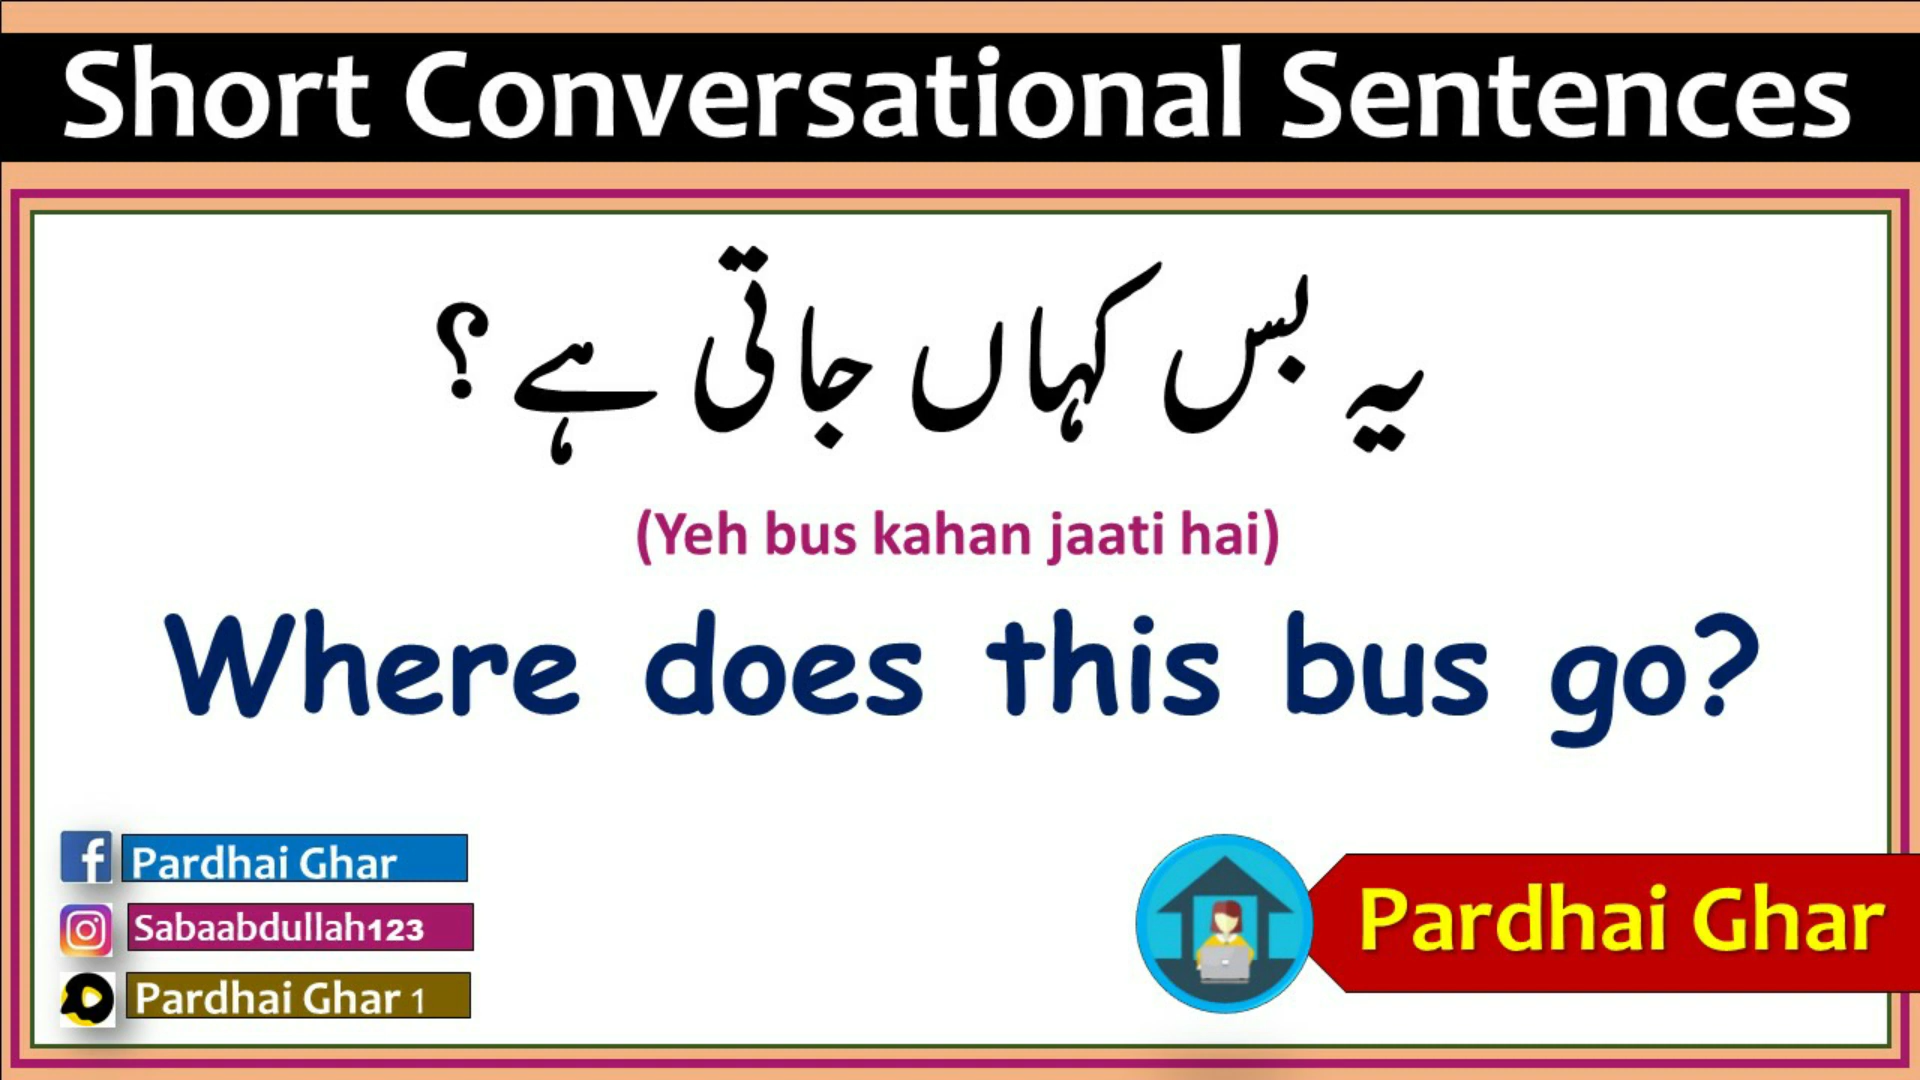 Short Conversational Sentences
یہ بس کہاں جاتی ہے ؟
(Yeh bus kahan jaati hai)
Where does this bus go?
Pardhai Ghar
Sabaabdullah123
Pardhai Ghar 1
Pardhai Ghar